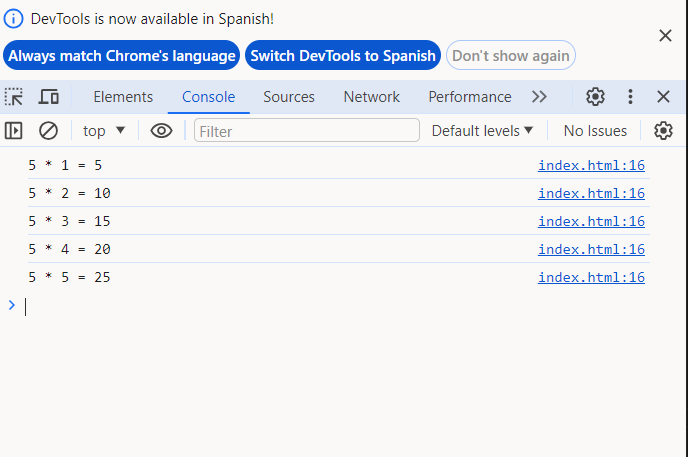 DevTools is now available in Spanish!
Always match Chrome's language Switch DevTools to Spanish Don't show again
Elements Console Sources Network Performance
top Filter Default levels No Issues
5 * 1 = 5 index.html:16
5 * 2 = 10 index.html:16
5 * 3 = 15 index.html:16
5 * 4 = 20 index.html:16
5 * 5 = 25 index.html:16